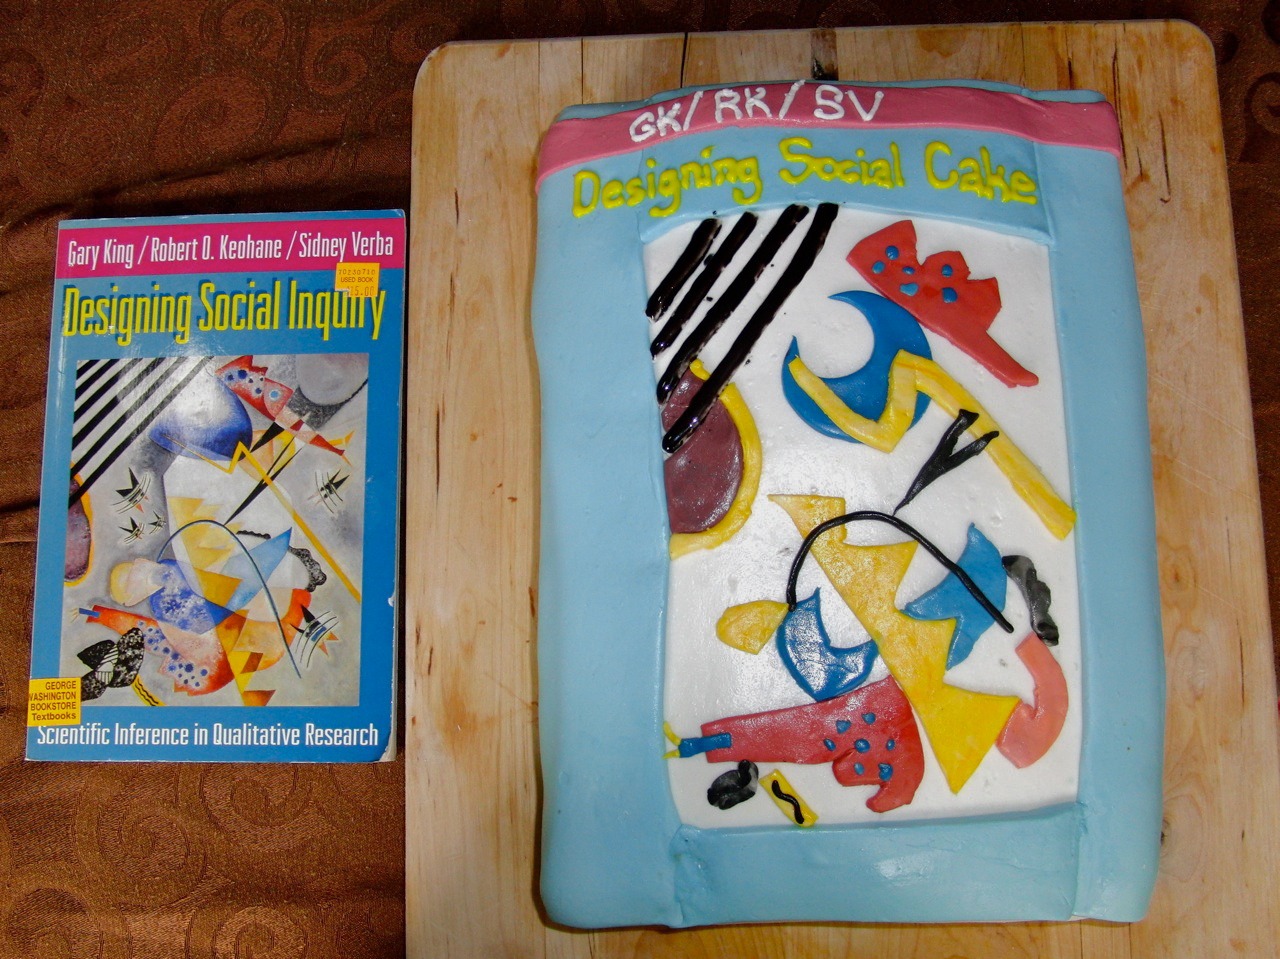 Gary King / Robert O. Keohane / Sidney Verba
USED BOOK
Designing Social Inquiry
GEORGE
WASHINGTON
BOOKSTORE
Textbooks
Scientific Inference in Qualitative Research
GK/RK/SV
Designing Social Cake